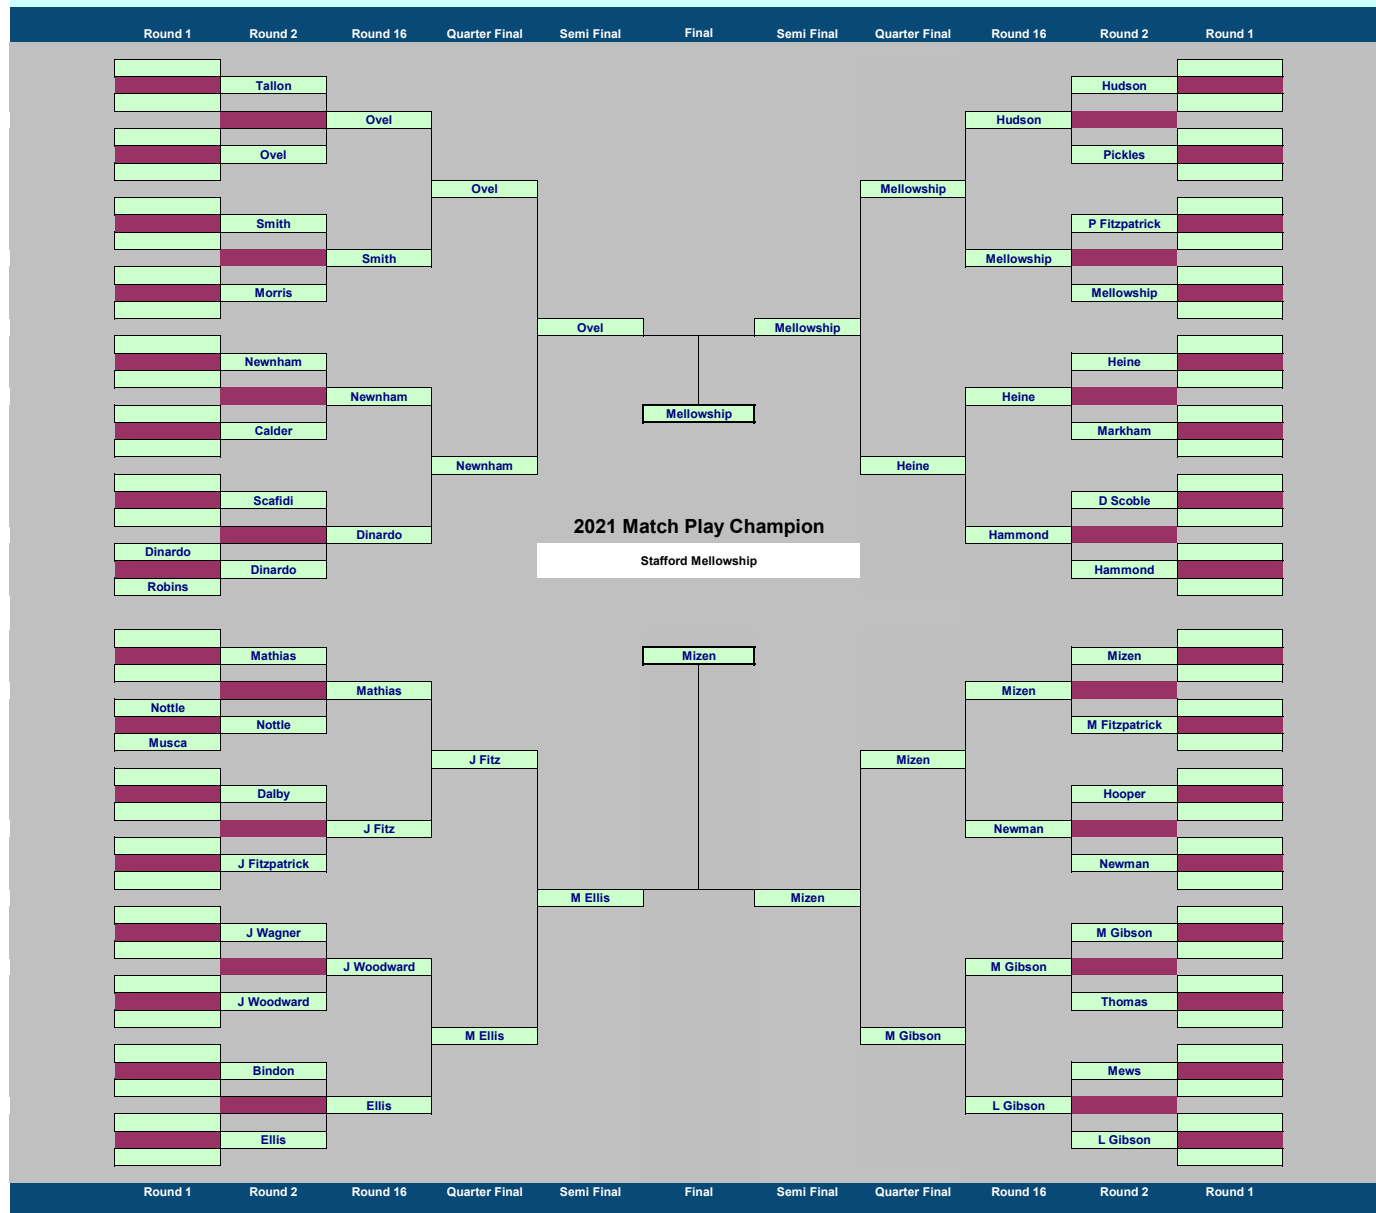 Round 1 Round 2 Round 16 Quarter Final Semi Final Final Semi Final Quarter Final Round 16 Round 2 Round 1
Tallon Hudson
Ovel Hudson
Ovel Pickles
Ovel Mellowship
Smith P Fitzpatrick
Smith Mellowship
Morris Mellowship
Ovel Mellowship
Newnham Heine
Newnham Heine
Mellowship
Calder Markham
Newnham Heine
Scafidi D Scoble
2021 Match Play Champion
Dinardo Hammond
Dinardo
Stafford Mellowship
Dinardo Hammond
Robins
Mathias Mizen Mizen
Mathias Mizen
Nottle
Nottle M Fitzpatrick
Musca
J Fitz Mizen
Dalby Hooper
J Fitz Newman
J Fitzpatrick Newman
M Ellis Mizen
J Wagner M Gibson
J Woodward M Gibson
J Woodward Thomas
M Ellis M Gibson
Bindon Mews
Ellis L Gibson
Ellis L Gibson
Round 1 Round 2 Round 16 Quarter Final Semi Final Final Semi Final Quarter Final Round 16 Round 2 Round 1